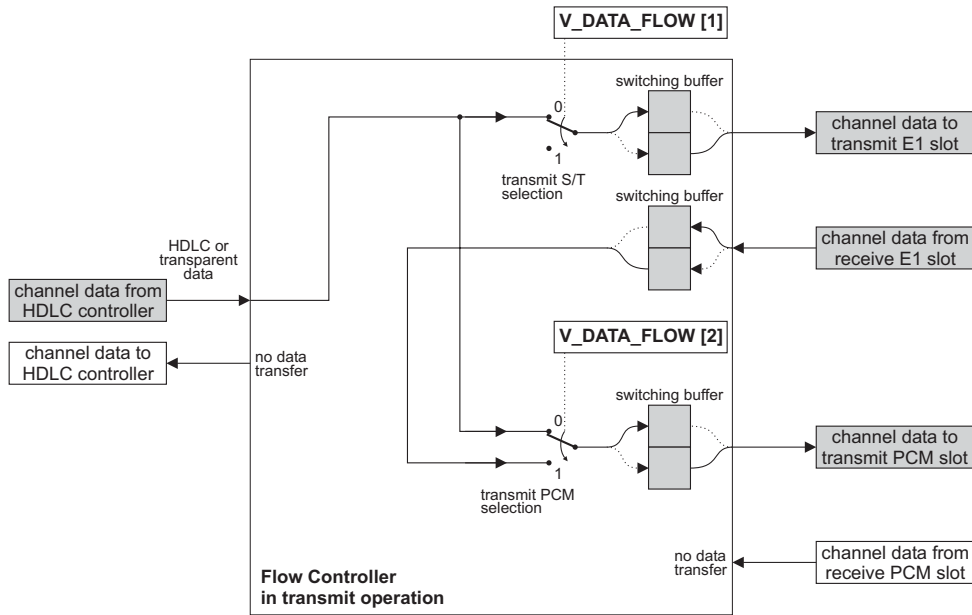 V_DATA_FLOW [1]
switching buffer
0
1
transmit S/T
selection
channel data to
transmit E1 slot
switching buffer
HDLC or
transparent
data
channel data from
receive E1 slot
channel data from
HDLC controller
V_DATA_FLOW [2]
channel data to
HDLC controller
no data
transfer
switching buffer
0
1
transmit PCM
selection
channel data to
transmit PCM slot
no data
transfer
channel data from
receive PCM slot
Flow Controller
in transmit operation